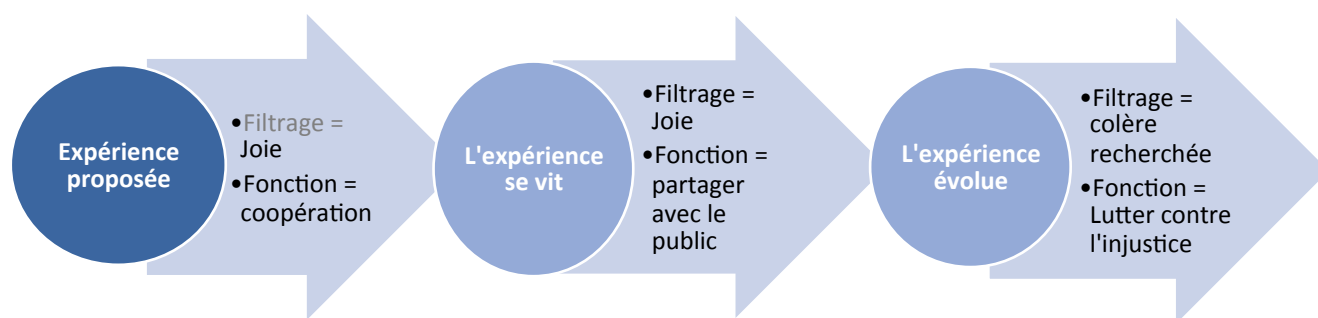 Expérience
proposée
•Filtrage =
Joie
•Fonction =
coopération
L'expérience
se vit
•Filtrage =
Joie
•Fonction =
partager
avec le
public
L'expérience
évolue
•Filtrage =
colère
recherchée
•Fonction =
Lutter contre
l'injustice